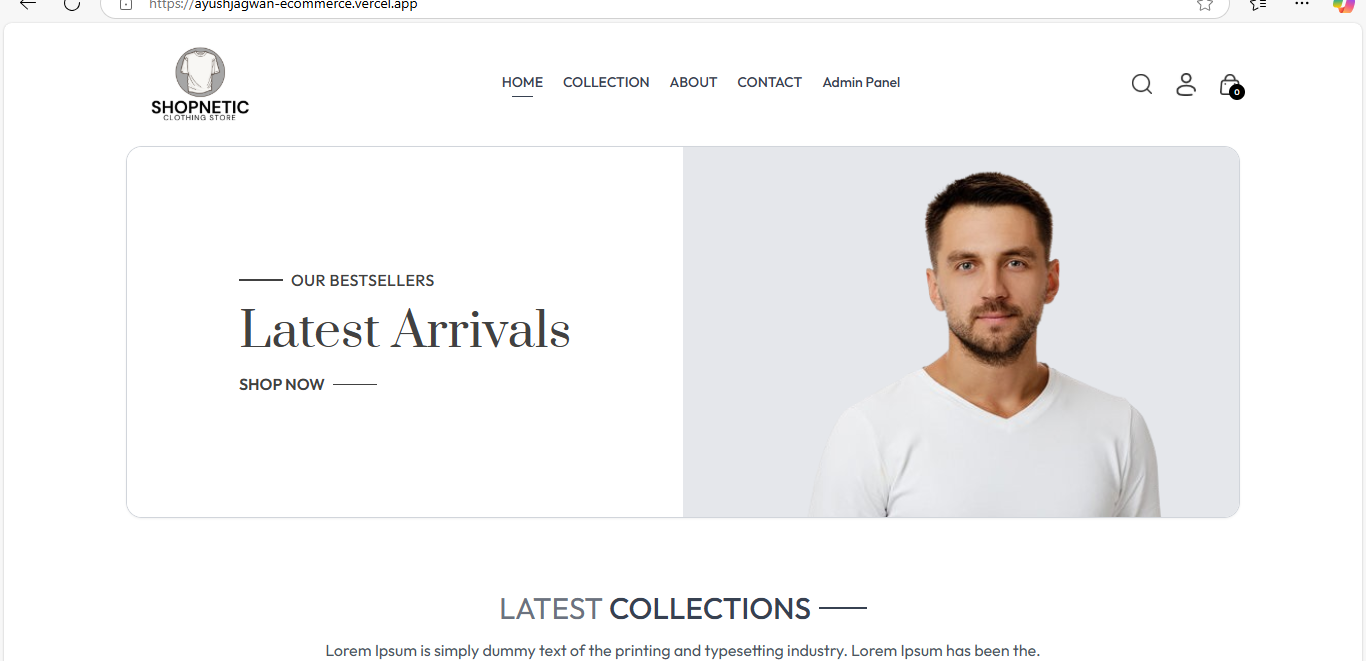 https://ayushjagwan-ecommerce.vercel.app
SHOPNETIC
CLOTHING STORE
HOME COLLECTION ABOUT CONTACT Admin Panel
0
OUR BESTSELLERS
Latest Arrivals
SHOP NOW
LATEST COLLECTIONS
Lorem Ipsum is simply dummy text of the printing and typesetting industry. Lorem Ipsum has been the.